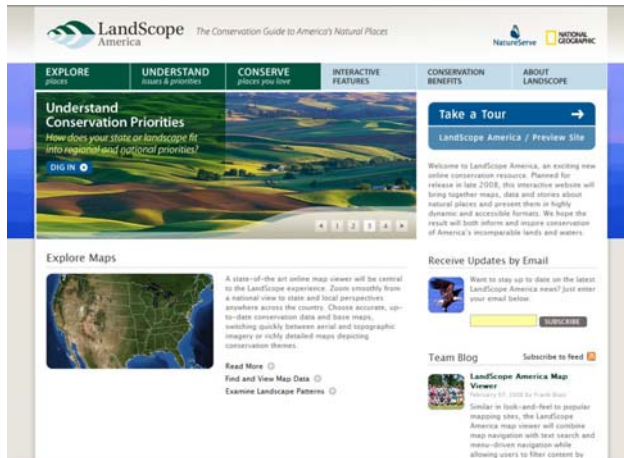 LandScope
America
The Conservation Guide to America's Natural Places
NatureServe
NATIONAL
GEOGRAPHIC
EXPLORE
places
UNDERSTAND
issues & priorities
CONSERVE
places you love
INTERACTIVE
FEATURES
CONSERVATION
BENEFITS
ABOUT
LANDSCOPE
Understand
Conservation Priorities
How does your state or landscape fit
into regional and national priorities?
DIG IN
1 2 3 4
Take a Tour
LandScope America / Preview Site
Welcome to LandScope America, an exciting new
online conservation resource. Planned for
release in late 2008, this interactive website will
bring together maps, data and stories about
natural places and present them in highly
dynamic and accessible formats. We hope the
result will both inform and inspire conservation
of America's incomparable lands and waters.
Explore Maps
A state-of-the art online map viewer will be central
to the LandScope experience. Zoom smoothly from
a national view to state and local perspectives
anywhere across the country. Choose accurate, up-
to-date conservation data and base maps,
switching quickly between aerial and topographic
imagery or richly detailed maps depicting
conservation themes.
Read More
Find and View Map Data
Examine Landscape Patterns
Receive Updates by Email
Want to stay up to date on the latest
LandScope America news? Just enter
your email below.
SUBSCRIBE
Team Blog
Subscribe to feed
LandScope America Map
Viewer
February 07, 2008 By Frank
Similar in look-and-feel to popular
mapping sites, the LandScope
America map viewer will combine
map navigation with text search and
menu-driven navigation while
allowing users to filter content by